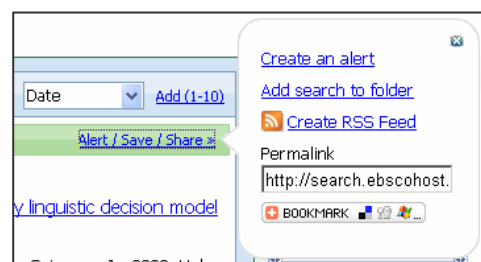 Create an alert
Date Add (1-10)
Add search to folder
Create RSS Feed
Alert / Save / Share »
Permalink
http://search.ebscohost.
y linguistic decision model
BOOKMARK ...